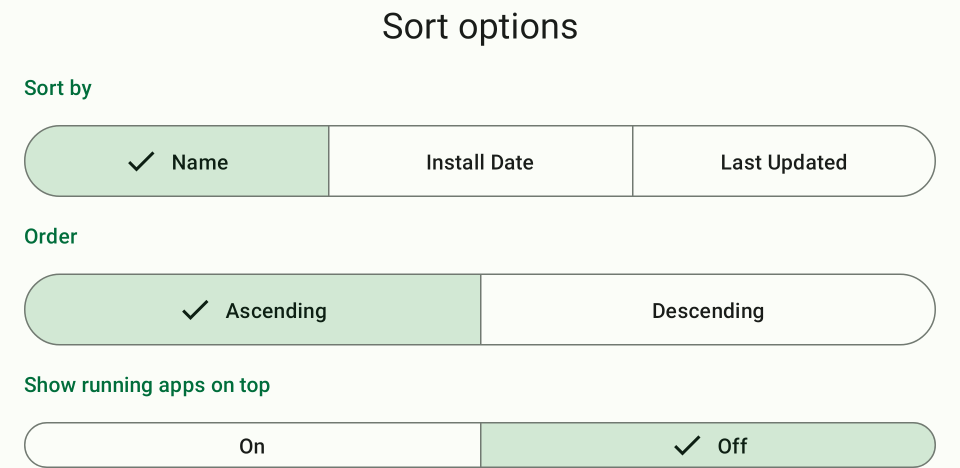 Sort options
Sort by
Name Install Date Last Updated
Order
Ascending Descending
Show running apps on top
On Off